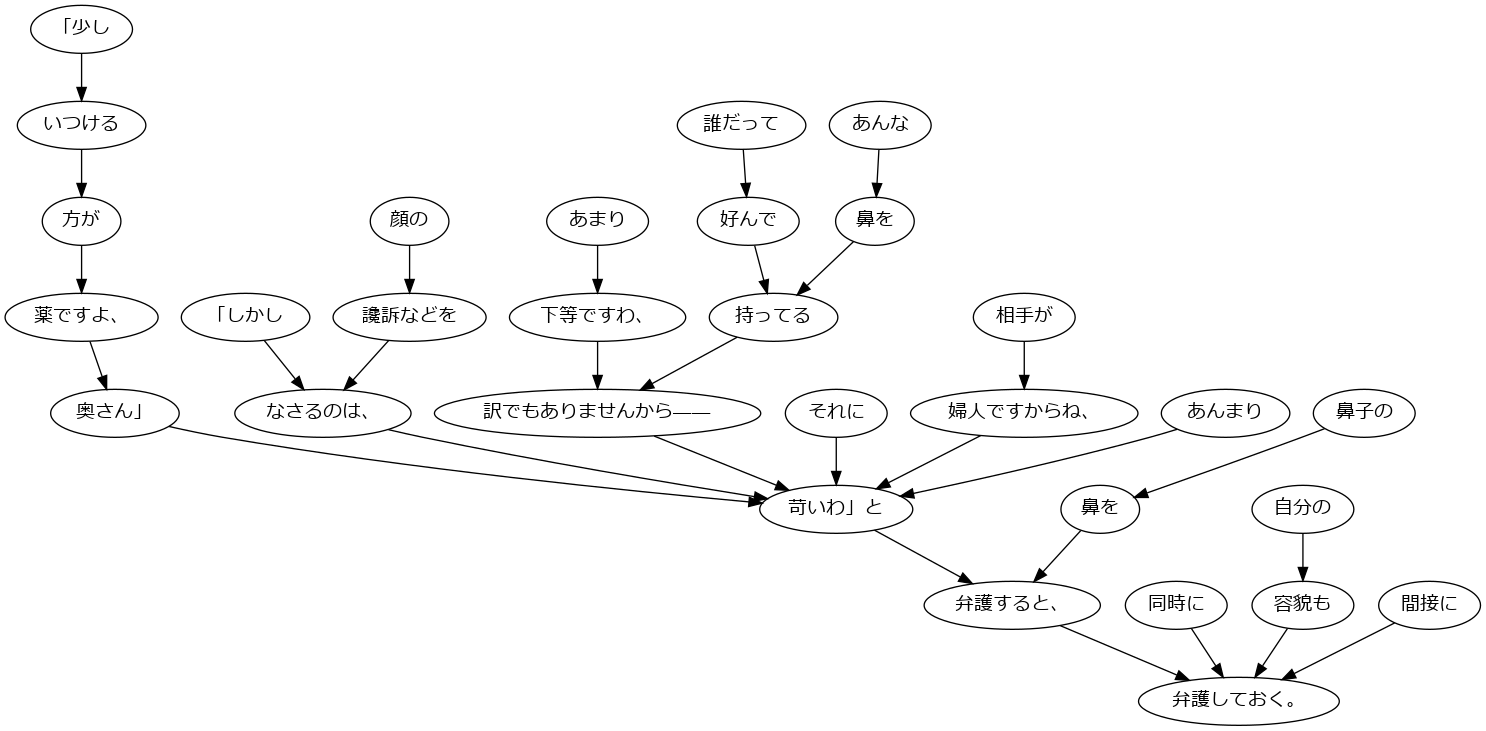 「少し
いつける
誰だって
あんな
方が
顔の
あまり
好んで
鼻を
薬ですよ、
「しかし
讒訴などを
下等ですわ、
持ってる
相手が
奥さん」
なさるのは、
訳でもありませんから――
それに
婦人ですからね、
あんまり
鼻子の
苛いわ」と
鼻を
自分の
弁護すると、
同時に
容貌も
間接に
弁護しておく。